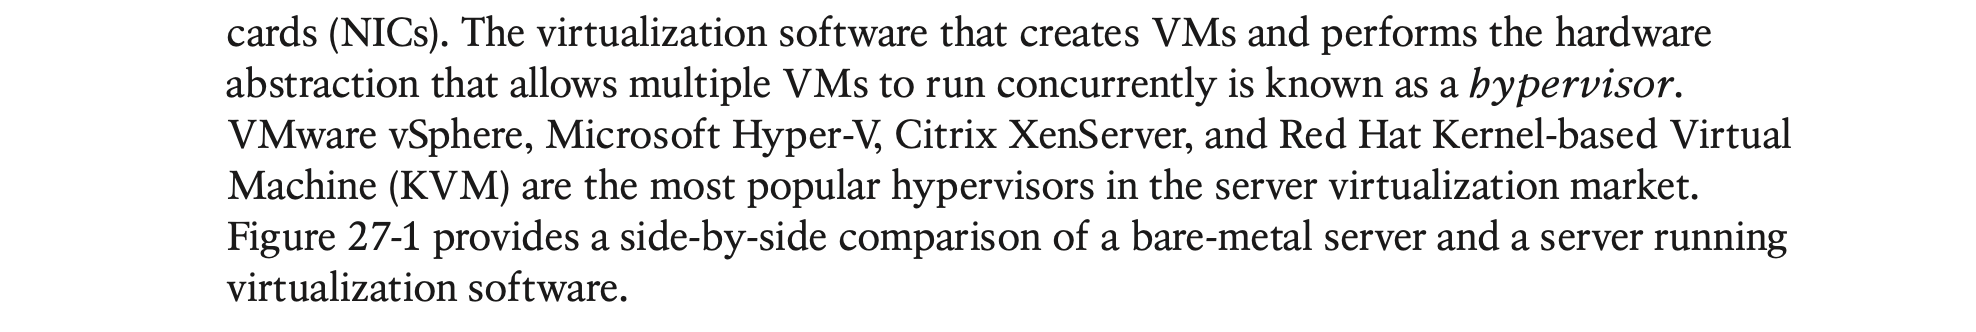 cards (NICs). The virtualization software that creates VMs and performs the hardware
abstraction that allows multiple VMs to run concurrently is known as a hypervisor.
VMware vSphere, Microsoft Hyper-V, Citrix XenServer, and Red Hat Kernel-based Virtual
Machine (KVM) are the most popular hypervisors in the server virtualization market.
Figure 27-1 provides a side-by-side comparison of a bare-metal server and a server running
virtualization software.